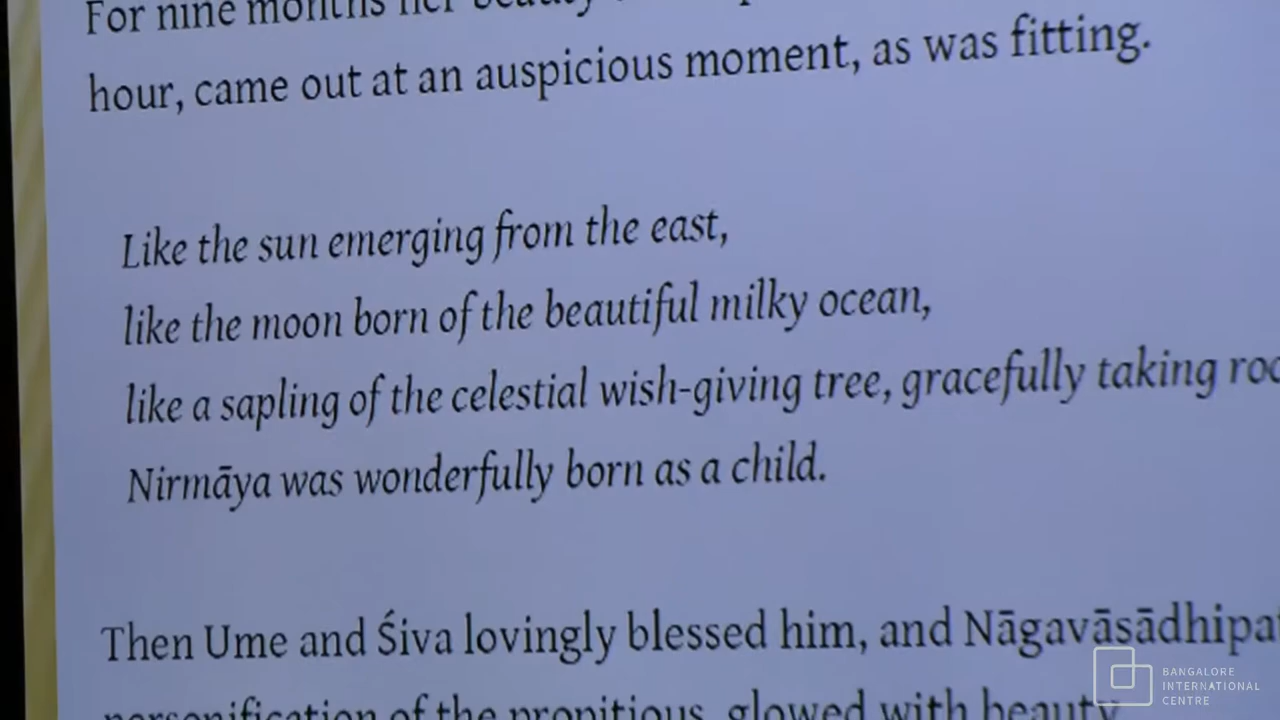 For nine months her beauty
hour, came out at an auspicious moment, as was fitting.
Like the sun emerging from the east,
like the moon born of the beautiful milky ocean,
like a sapling of the celestial wish-giving tree, gracefully taking
Nirmāya was wonderfully born as a child.
Then Ume and Śiva lovingly blessed him, and
personification of the propitious, glowed with beauty
BANGALORE
INTERNATIONAL
CENTRE